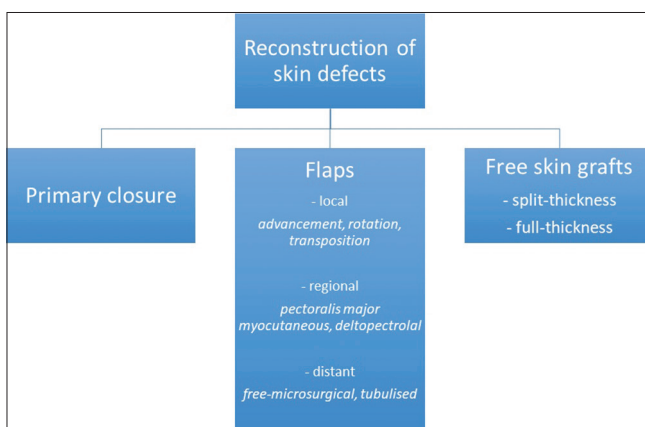 Reconstruction of
skin defects
Primary closure
Flaps
- local
advancement, rotation,
transposition
- regional
pectoralis major
myocutaneous, deltopectrolal
- distant
free-microsurgical, tubulised
Free skin grafts
- split-thickness
- full-thickness